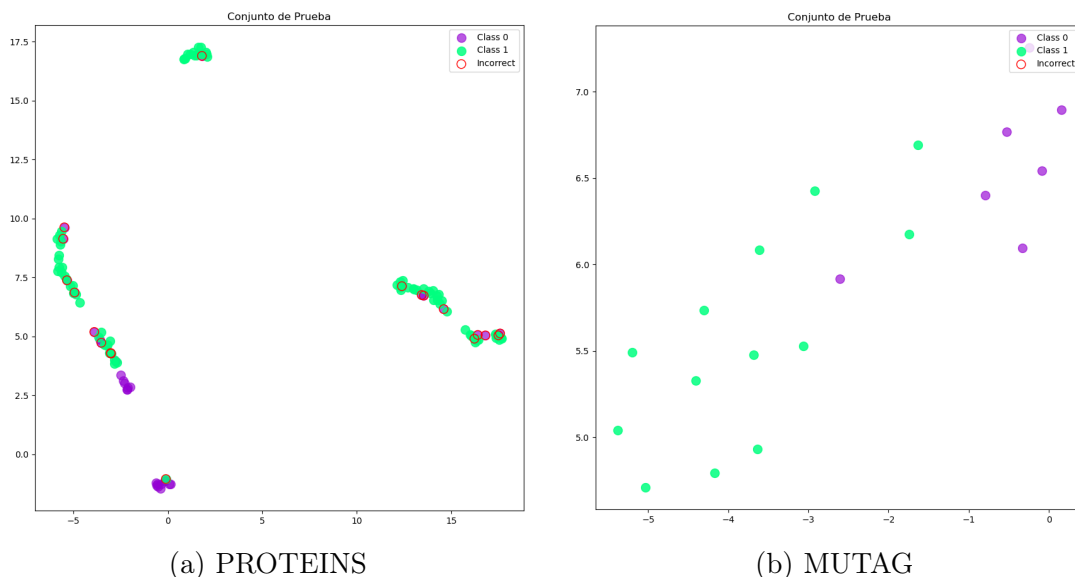 Conjunto de Prueba
Class 0
Class 1
Incorrect
17.5
15.0
12.5
10.0
7.5
5.0
2.5
0.0
−5
0
5
10
15
(a) PROTEINS
Conjunto de Prueba
Class 0
Class 1
Incorrect
7.0
6.5
6.0
5.5
5.0
−5
−4
−3
−2
−1
0
(b) MUTAG